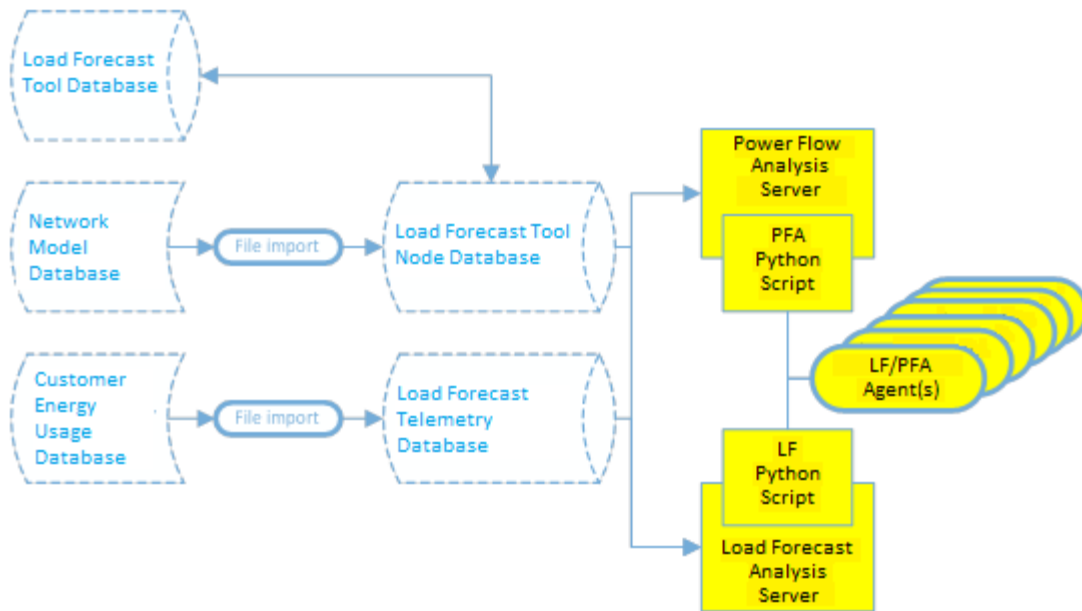 Load Forecast
Tool Database
Network
Model
Database
File import
Load Forecast Tool
Node Database
Customer
Energy
Usage
Database
File import
Load Forecast
Telemetry
Database
Power Flow
Analysis
Server
PFA
Python
Script
LF/PFA
Agent(s)
LF
Python
Script
Load Forecast
Analysis
Server